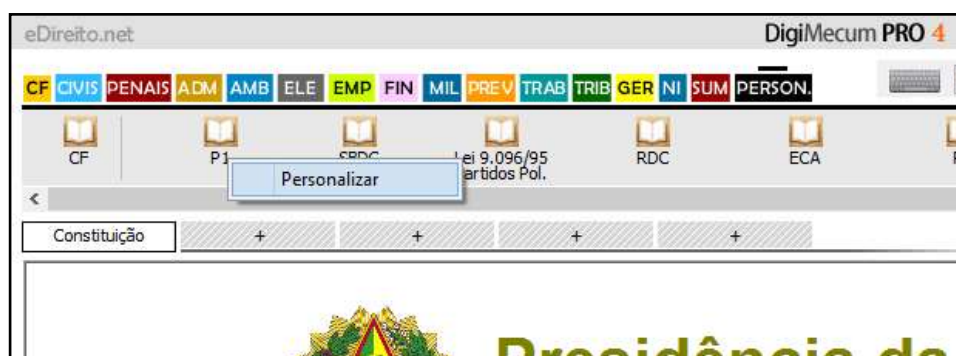 eDireito.net DigiMecum PRO 4
CF CIVIS PENAIS ADM AMB ELE EMP FIN MIL PREV TRAB TRIB GER NI SUM PERSON.
CF P1 SBDC Lei 9.096/95 RDC ECA
Partidos Pol.
Personalizar
<
Constituição + + + +
Presidência da